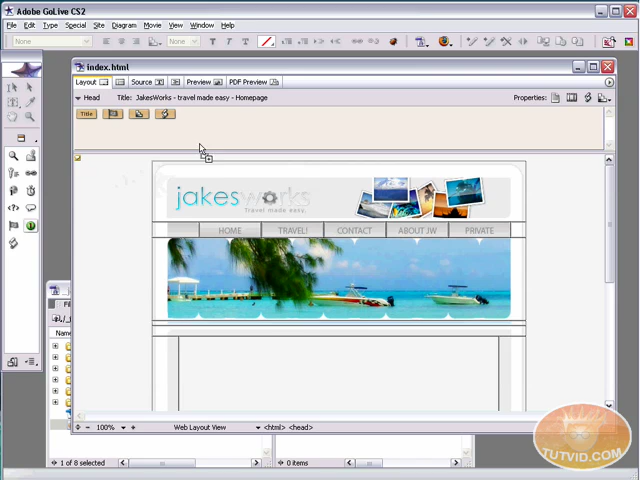 Adobe GoLive CS2
File Edit Type Special Site Diagram Movie View Window Help
None
None
index.html
Layout Source Preview PDF Preview
Head Title: JakesWorks - travel made easy - Homepage Properties:
Title
jakesworks
Travel made easy.
HOME TRAVEL! CONTACT ABOUT JW PRIVATE
File
Name
100% Web Layout View <html> <head>
1 of 8 selected 0 items
TUTVID.COM